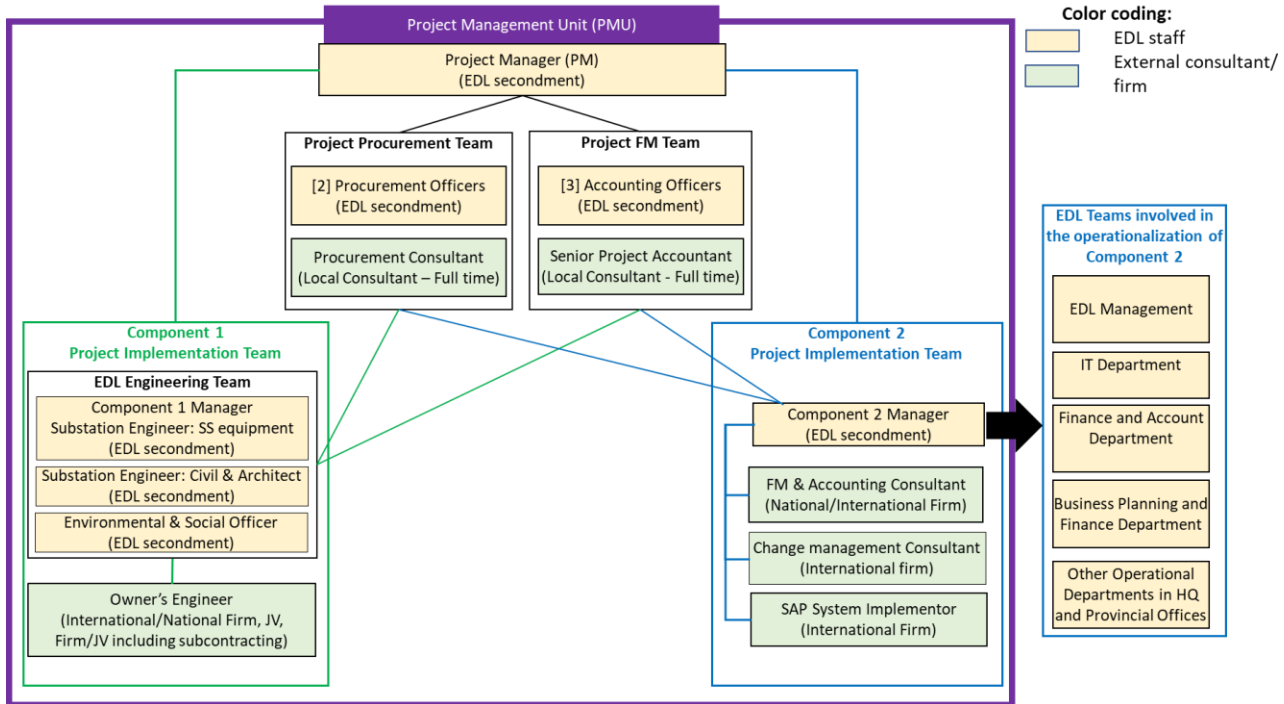 Project Management Unit (PMU)
Project Manager (PM)
(EDL secondment)
Color coding:
EDL staff
External consultant/
firm
Project Procurement Team
[2] Procurement Officers
(EDL secondment)
Procurement Consultant
(Local Consultant – Full time)
Project FM Team
[3] Accounting Officers
(EDL secondment)
Senior Project Accountant
(Local Consultant - Full time)
Component 1
Project Implementation Team
EDL Engineering Team
Component 1 Manager
Substation Engineer: SS equipment
(EDL secondment)
Substation Engineer: Civil & Architect
(EDL secondment)
Environmental & Social Officer
(EDL secondment)
Owner's Engineer
(International/National Firm, JV,
Firm/JV including subcontracting)
Component 2
Project Implementation Team
Component 2 Manager
(EDL secondment)
FM & Accounting Consultant
(National/International Firm)
Change management Consultant
(International firm)
SAP System Implementor
(International Firm)
EDL Teams involved in
the operationalization of
Component 2
EDL Management
IT Department
Finance and Account
Department
Business Planning and
Finance Department
Other Operational
Departments in HQ
and Provincial Offices